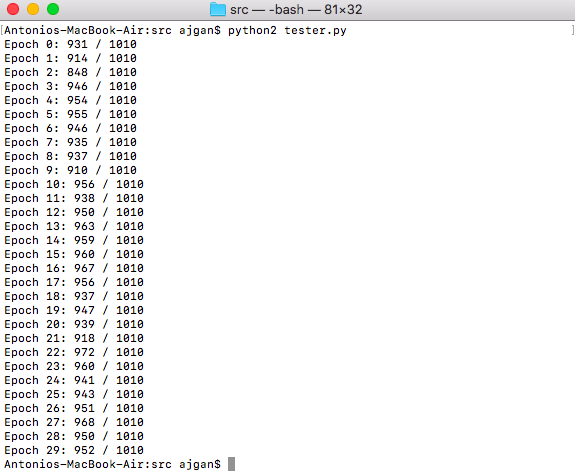 src — -bash — 81×32
[Antonios-MacBook-Air:src ajgan$ python2 tester.py ]
Epoch 0: 931 / 1010
Epoch 1: 914 / 1010
Epoch 2: 848 / 1010
Epoch 3: 946 / 1010
Epoch 4: 954 / 1010
Epoch 5: 955 / 1010
Epoch 6: 946 / 1010
Epoch 7: 935 / 1010
Epoch 8: 937 / 1010
Epoch 9: 910 / 1010
Epoch 10: 956 / 1010
Epoch 11: 938 / 1010
Epoch 12: 950 / 1010
Epoch 13: 963 / 1010
Epoch 14: 959 / 1010
Epoch 15: 960 / 1010
Epoch 16: 967 / 1010
Epoch 17: 956 / 1010
Epoch 18: 937 / 1010
Epoch 19: 947 / 1010
Epoch 20: 939 / 1010
Epoch 21: 918 / 1010
Epoch 22: 972 / 1010
Epoch 23: 960 / 1010
Epoch 24: 941 / 1010
Epoch 25: 943 / 1010
Epoch 26: 951 / 1010
Epoch 27: 968 / 1010
Epoch 28: 950 / 1010
Epoch 29: 952 / 1010
Antonios-MacBook-Air:src ajgan$